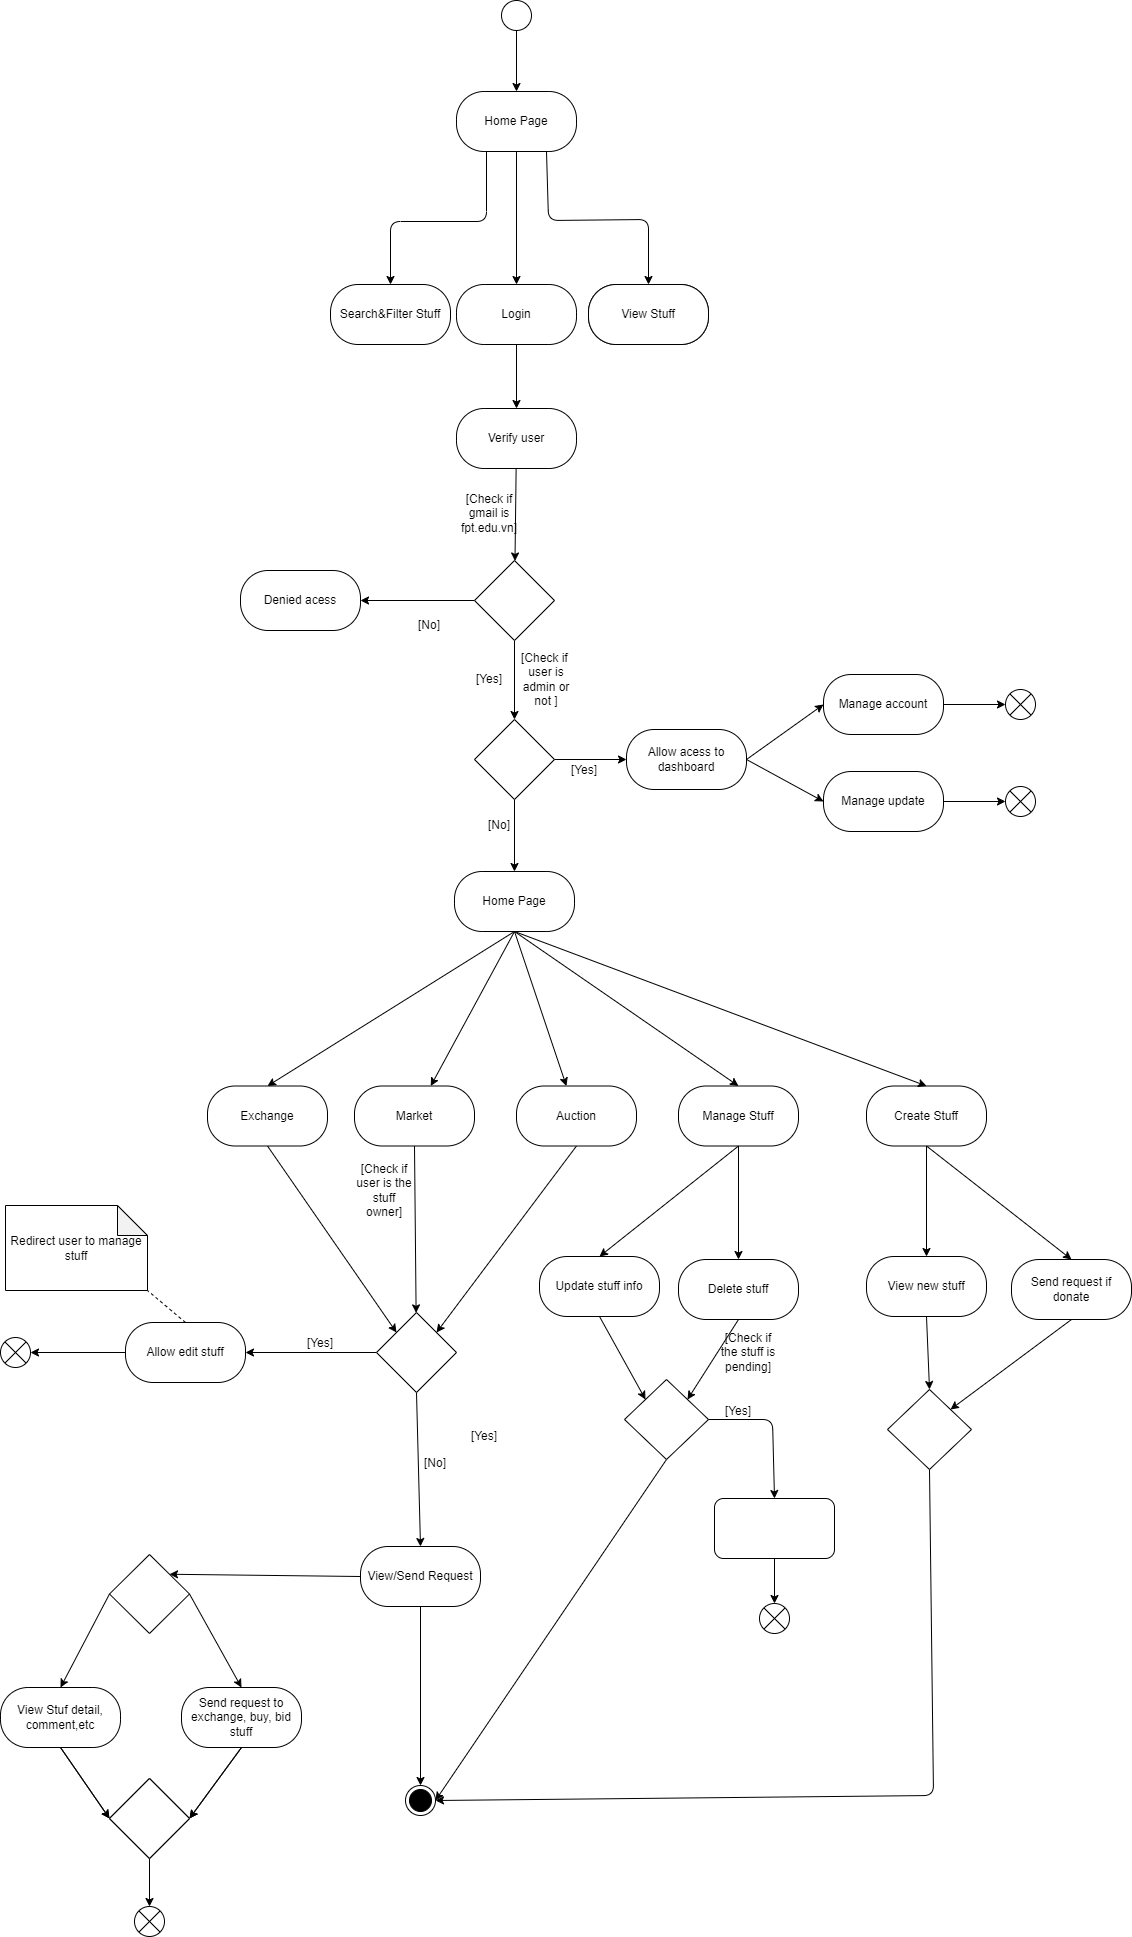 Home Page
Search&Filter Stuff
Login
View Stuff
Verify user
[Check if
gmail is
fpt.edu.vn]
Denied acess
[No]
[Yes]
[Check if
user is
admin or
not ]
Manage account
Allow acess to
dashboard
[Yes]
Manage update
[No]
Home Page
Exchange
Market
Auction
Manage Stuff
Create Stuff
[Check if
user is the
stuff
owner]
Redirect user to manage
stuff
Update stuff info
Delete stuff
View new stuff
Send request if
donate
[Check if
the stuff is
pending]
Allow edit stuff
[Yes]
[Yes]
[Yes]
[No]
View/Send Request
View Stuf detail,
comment,etc
Send request to
exchange, buy, bid
stuff